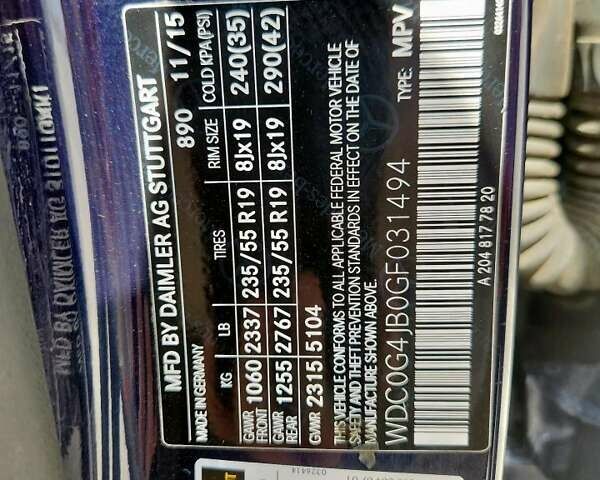 MFD BY DAIMLER AG STUTTGART
MADE IN GERMANY 890 11/15
KG LB TIRES RIM SIZE COLD KPA(PSI)
GAWR FRONT 1060 2337 235/55 R19 8Jx19 240(35)
GAWR REAR 1255 2767 235/55 R19 8Jx19 290(42)
GVWR 2315 5104
THIS VEHICLE CONFORMS TO ALL APPLICABLE FEDERAL MOTOR VEHICLE
SAFETY AND THEFT PREVENTION STANDARDS IN EFFECT ON THE DATE OF
MANUFACTURE SHOWN ABOVE.
WDC0G4JB0GF031494 TYPE: MPV
A 204 817 78 20